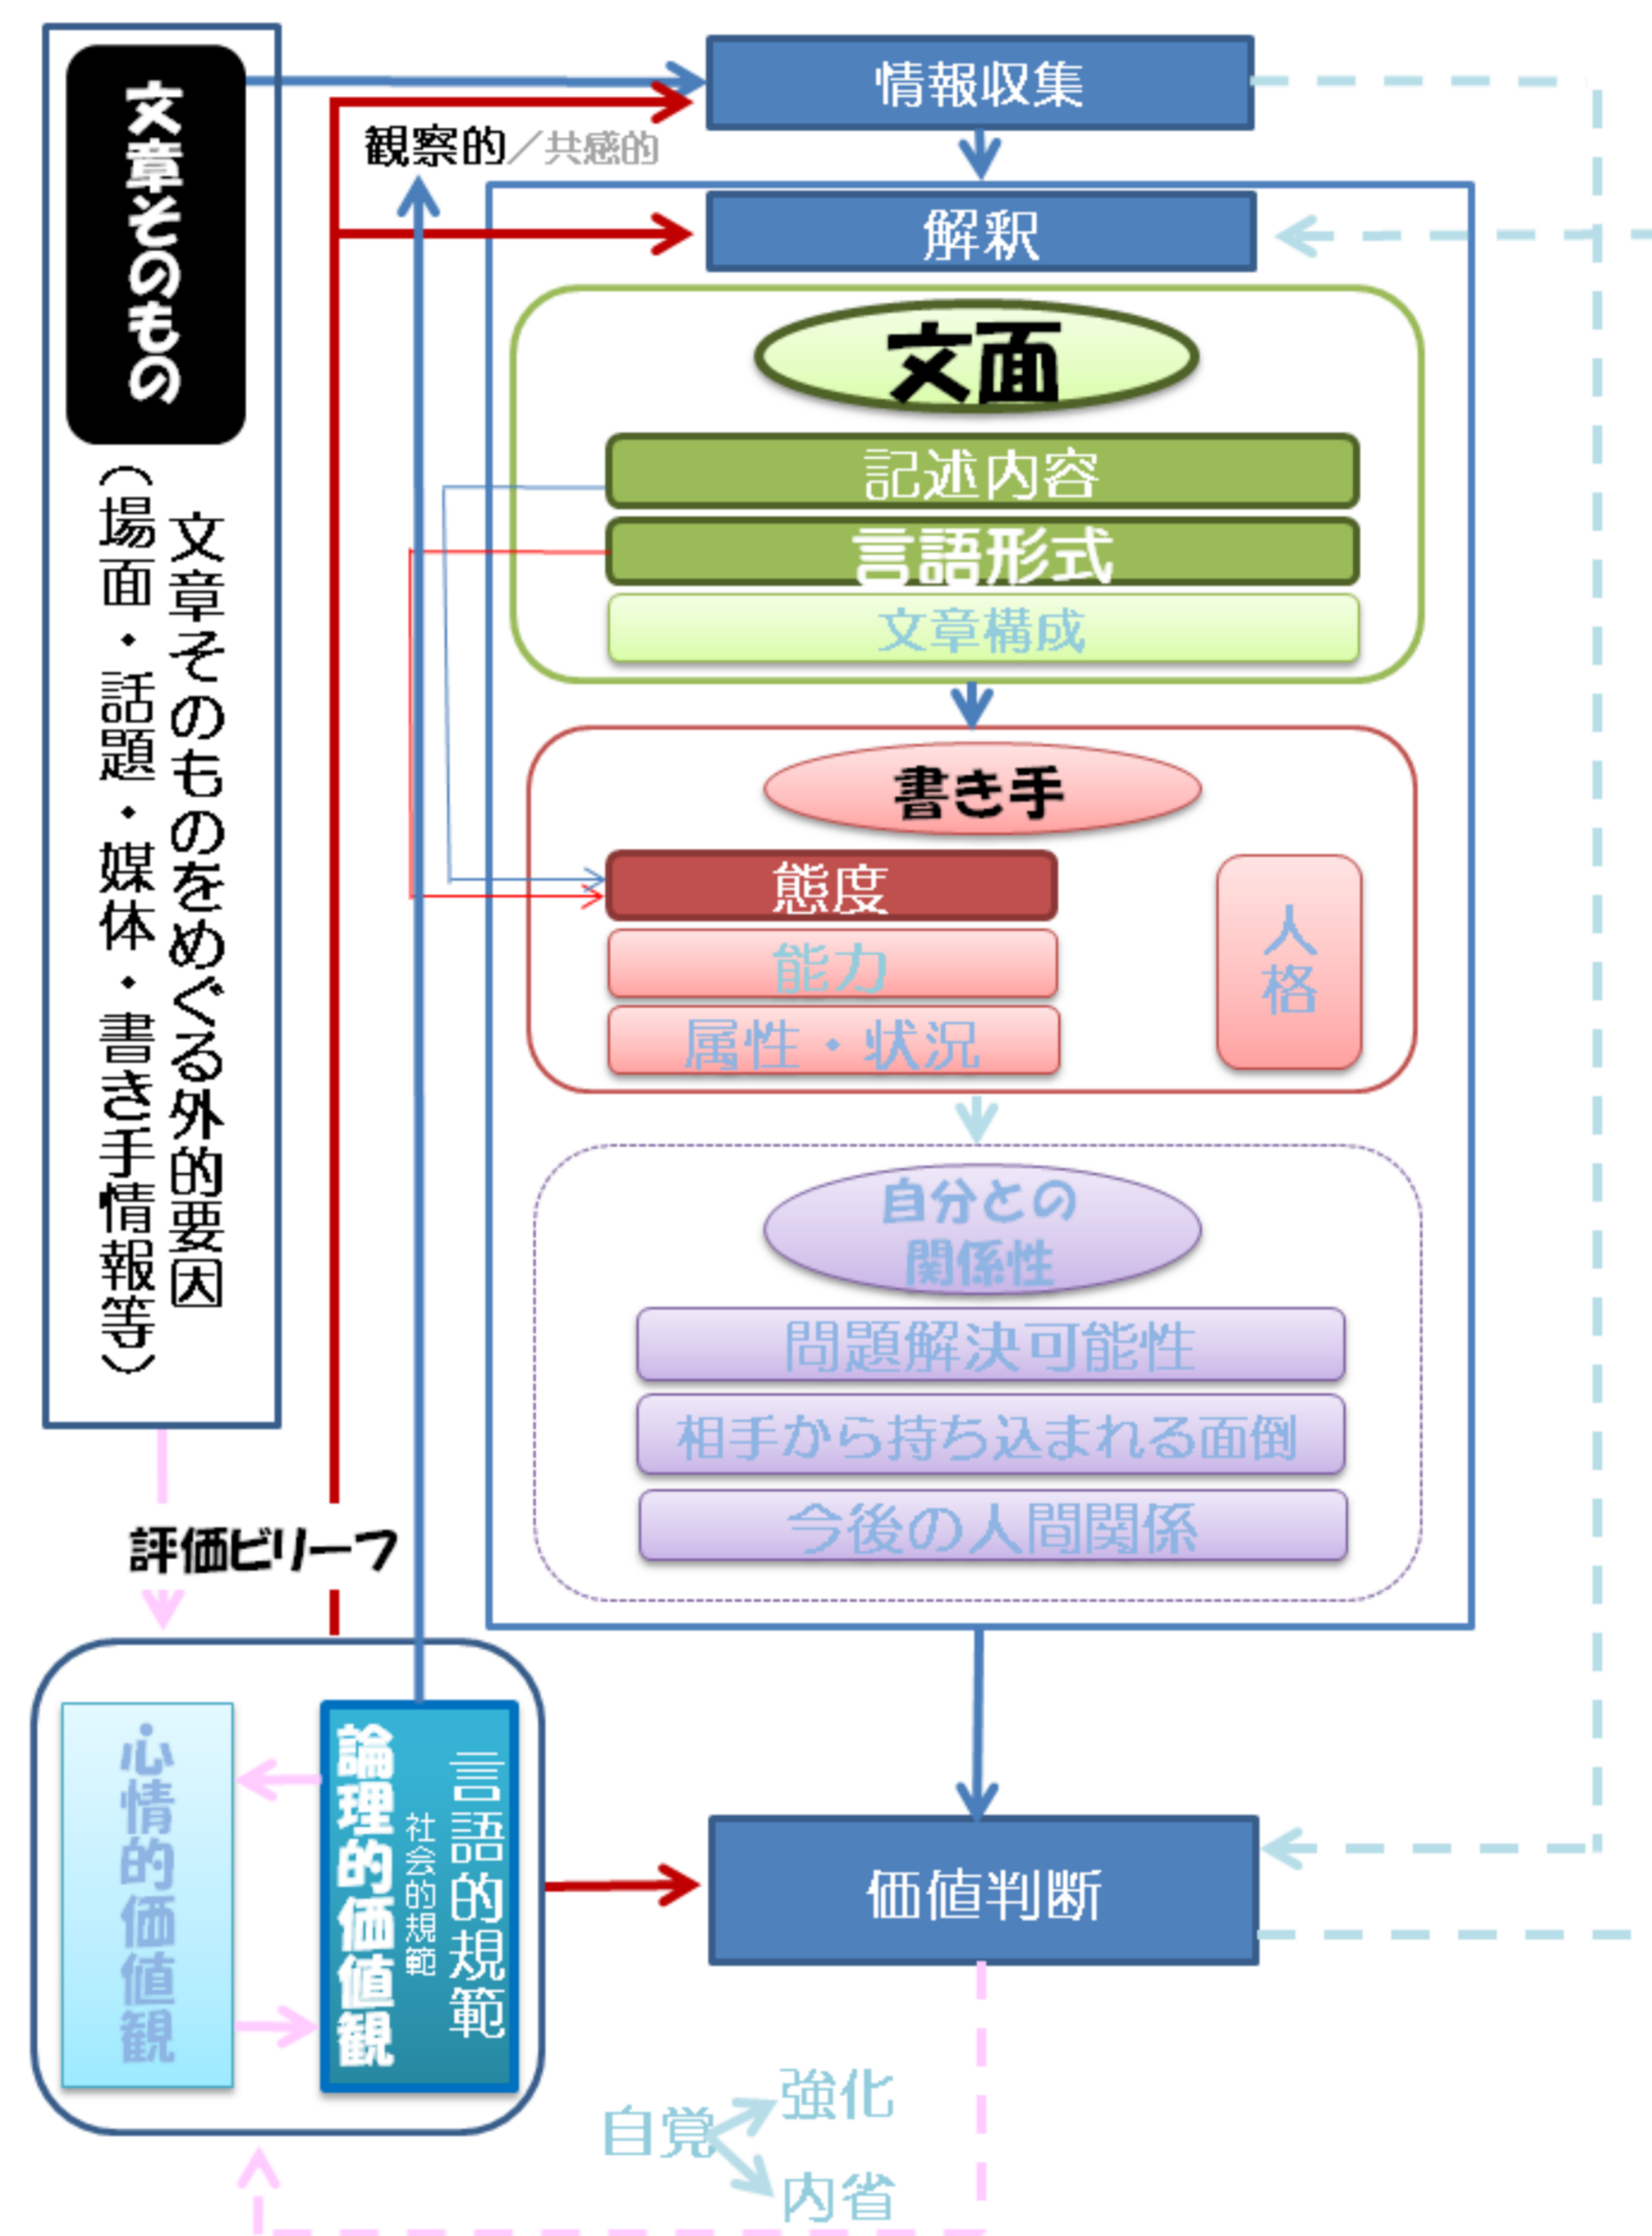 文章そのもの
文章そのものをめぐる外的要因
（場面・話題・媒体・書き手情報等）
情報収集
観察的／共感的
解釈
文面
記述内容
言語形式
文章構成
書き手
態度
能力
属性・状況
人格
自分との
関係性
問題解決可能性
相手から持ち込まれる面倒
今後の人間関係
評価ビリーフ
心情的価値観
言語的規範
社会的規範
論理的価値観
価値判断
自覚
強化
内省